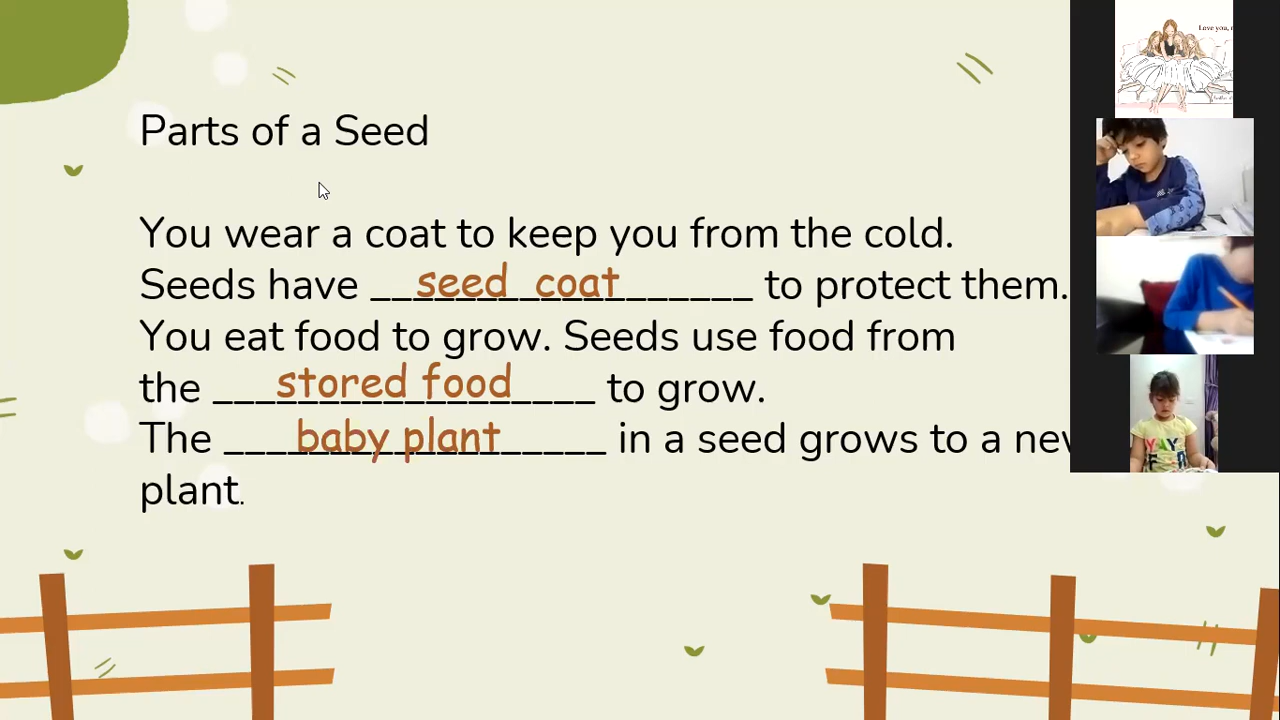 Parts of a Seed
You wear a coat to keep you from the cold.
Seeds have __seed coat______ to protect them.
You eat food to grow. Seeds use food from
the ___stored food____ to grow.
The ___baby plant_____ in a seed grows to a new
plant.
Love you,